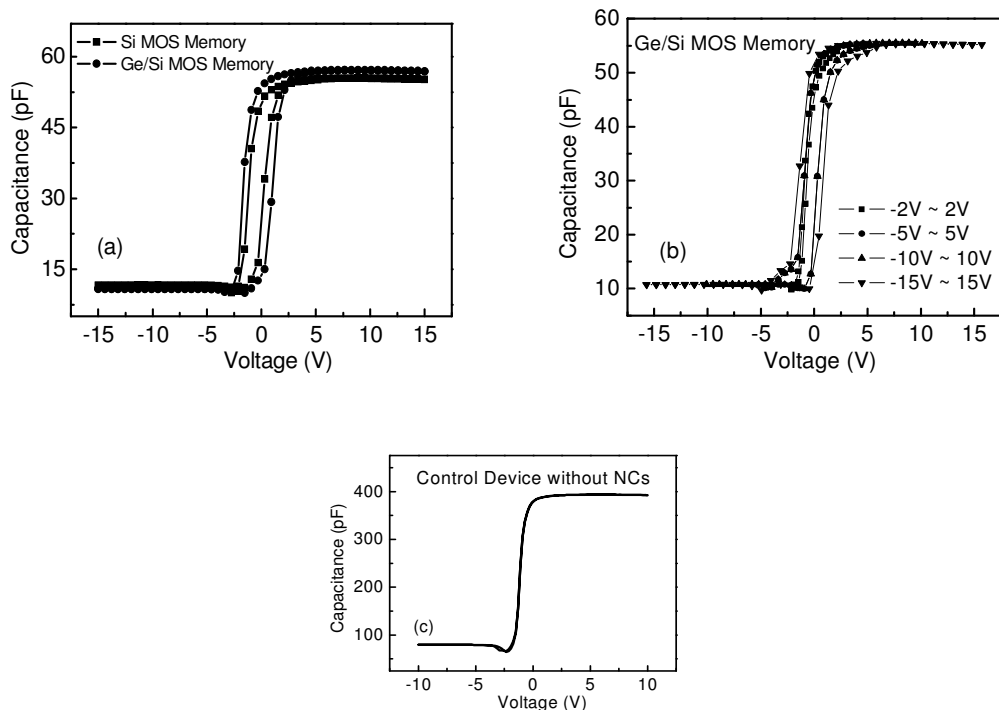 Si MOS Memory
Ge/Si MOS Memory
60
45
30
15
Capacitance (pF)
(a)
-15 -10 -5 0 5 10 15
Voltage (V)
Ge/Si MOS Memory
60
50
40
30
20
10
Capacitance (pF)
(b)
-2V ~ 2V
-5V ~ 5V
-10V ~ 10V
-15V ~ 15V
-15 -10 -5 0 5 10 15
Voltage (V)
Control Device without NCs
400
300
200
100
Capacitance (pF)
(c)
-10 -5 0 5 10
Voltage (V)